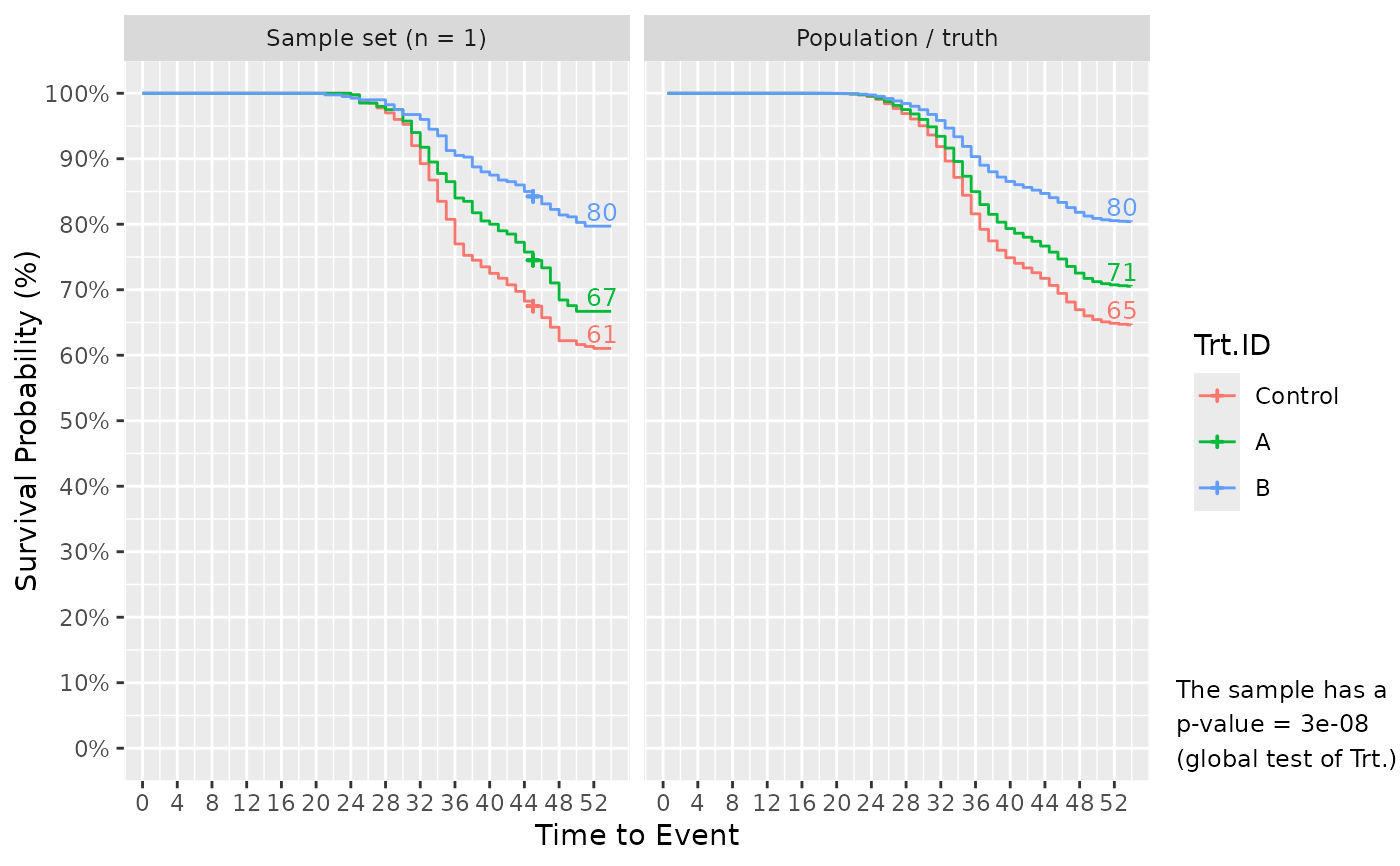 Sample set (n = 1)
Population / truth
Survival Probability (%)
100%
90%
80%
70%
60%
50%
40%
30%
20%
10%
0%
80
67
61
80
71
65
0 4 8 12 16 20 24 28 32 36 40 44 48 52
0 4 8 12 16 20 24 28 32 36 40 44 48 52
Time to Event
Trt.ID
Control
A
B
The sample has a
p-value = 3e-08
(global test of Trt.)